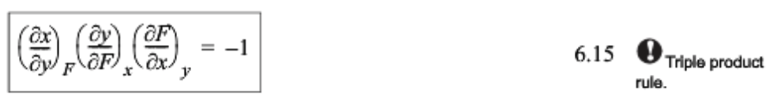 (∂x/∂y)_F (∂y/∂F)_x (∂F/∂x)_y = −1
6.15
! Triple product
rule.